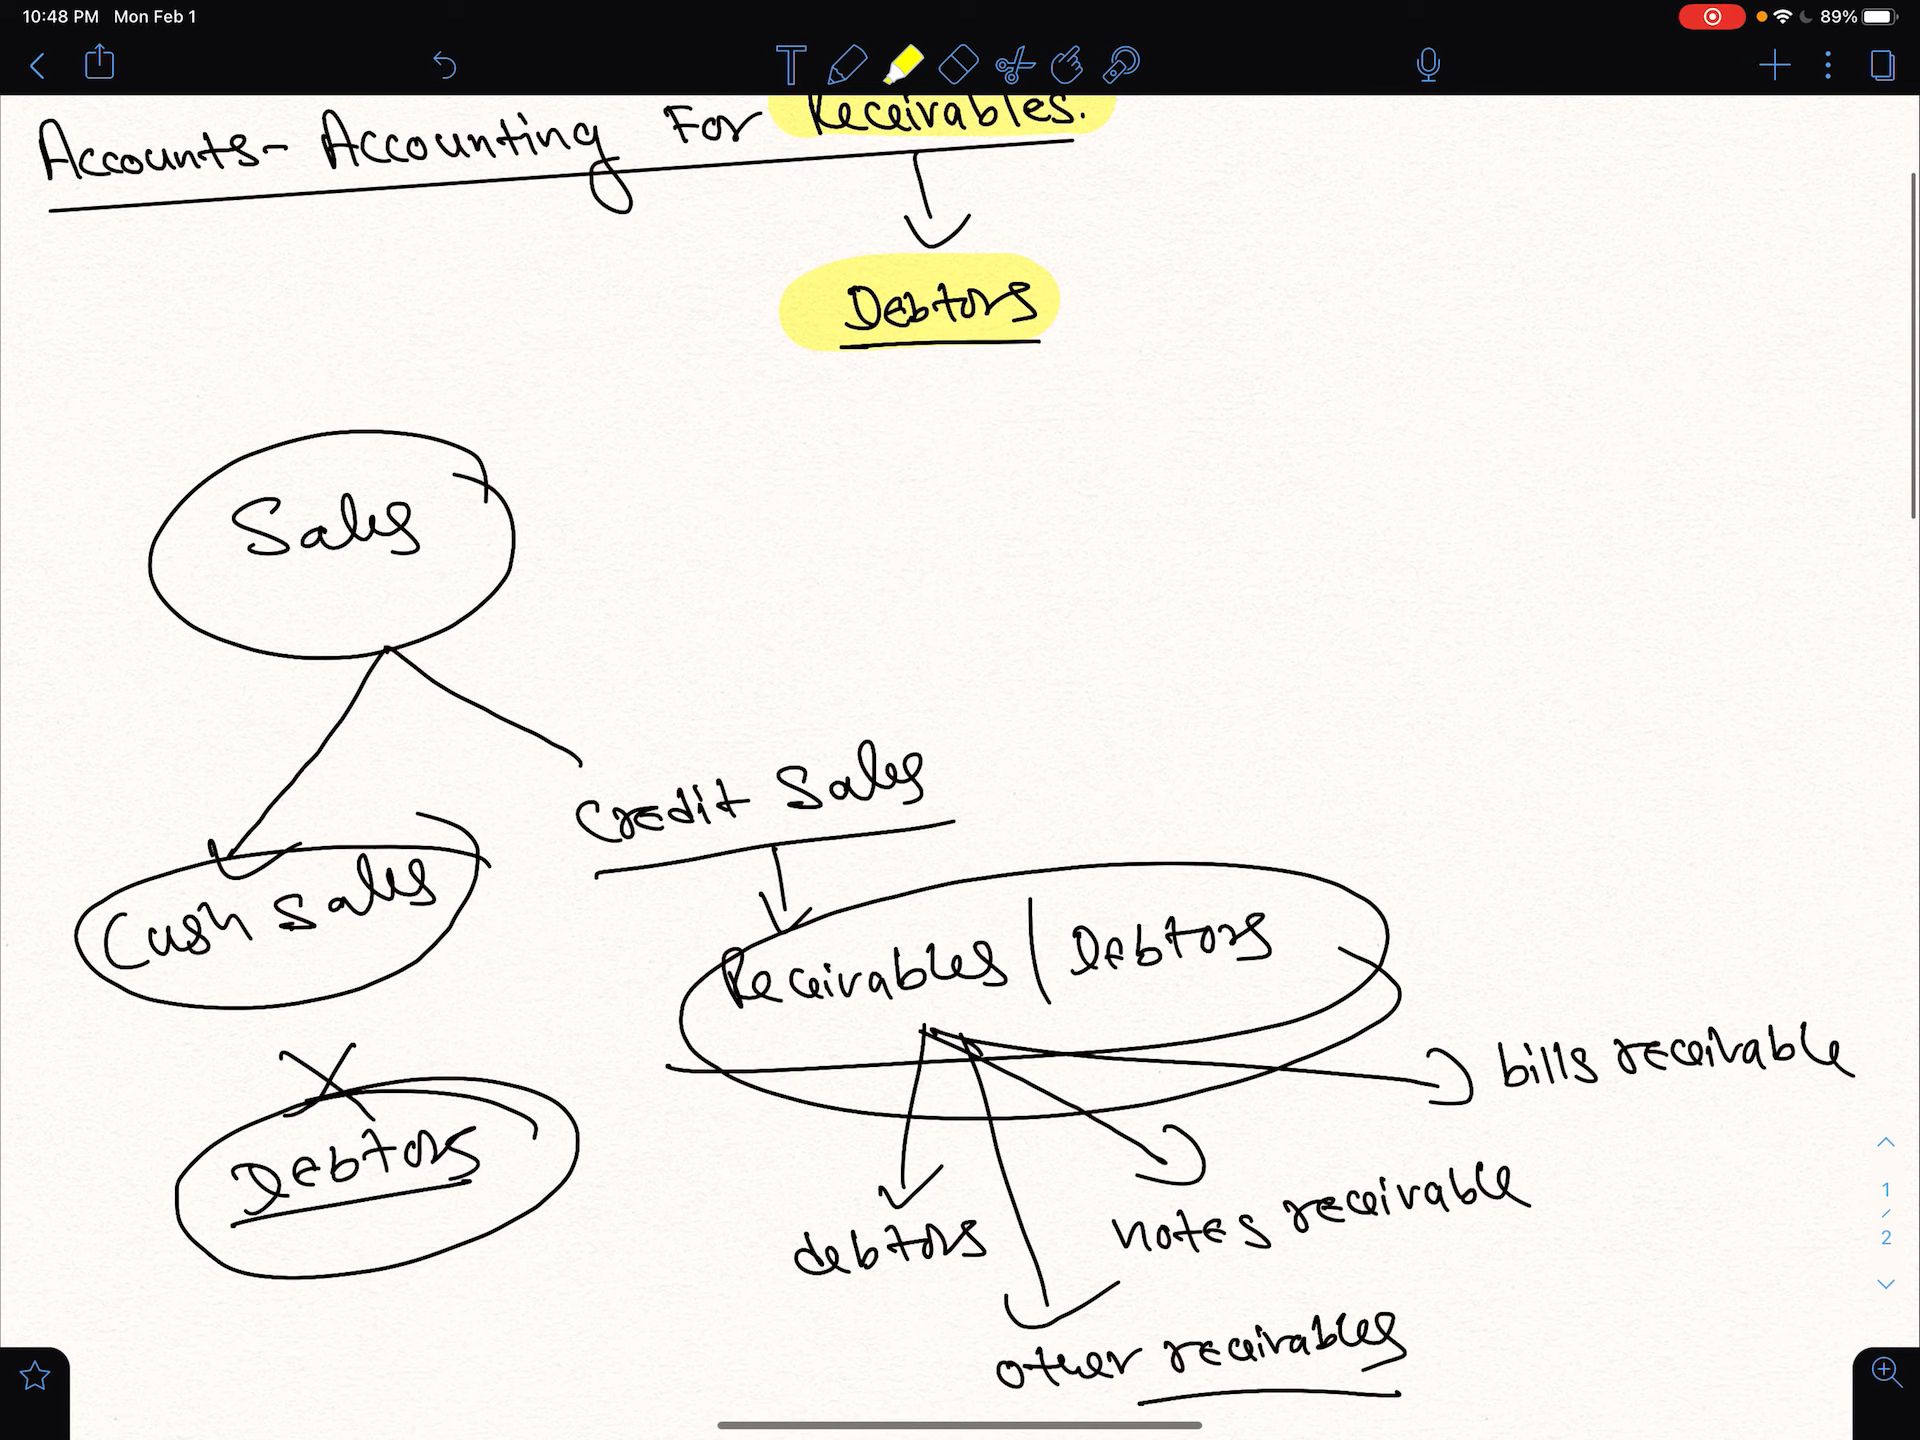 10:48 PM Mon Feb 1
89%
T
Accounts- Accounting For Receivables.
Debtors
Sales
Credit Sales
Cash Sales
Receivables | Debtors
bills receivable
Debtors
notes receivable
debtors
other receivables
1
2